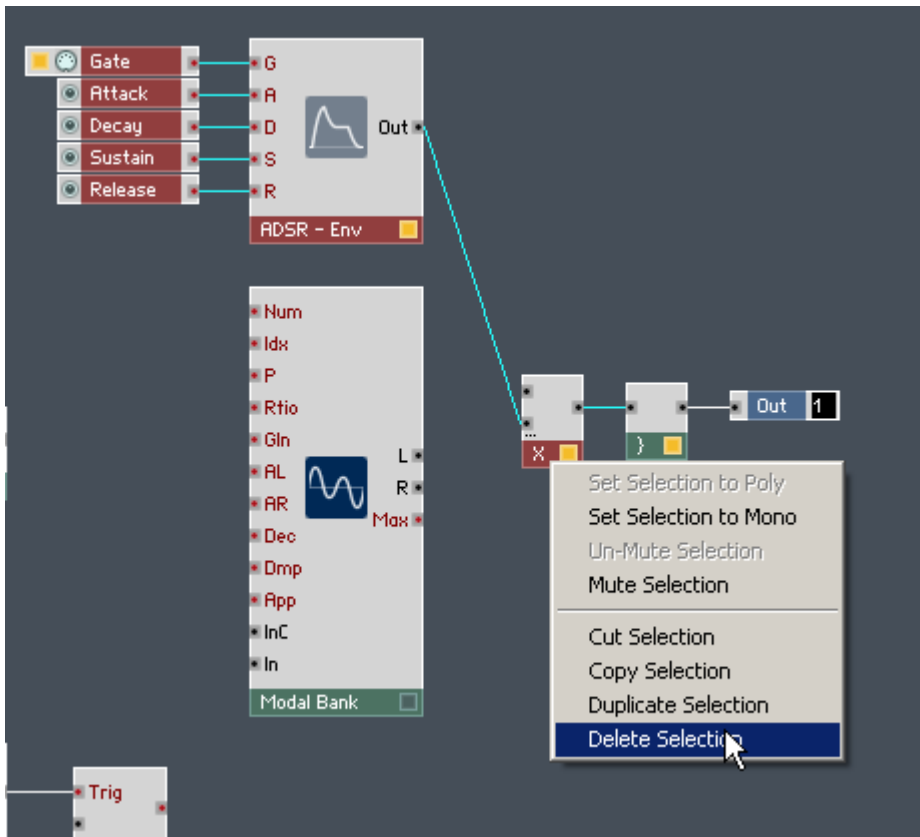 Gate
Attack
Decay
Sustain
Release
G
A
D
S
R
Out
ADSR - Env
Num
Idx
P
Rtio
Gln
AL
AR
Dec
Dmp
App
InC
In
L
R
Max
Modal Bank
...
X
}
Out 1
Set Selection to Poly
Set Selection to Mono
Un-Mute Selection
Mute Selection
Cut Selection
Copy Selection
Duplicate Selection
Delete Selection
Trig